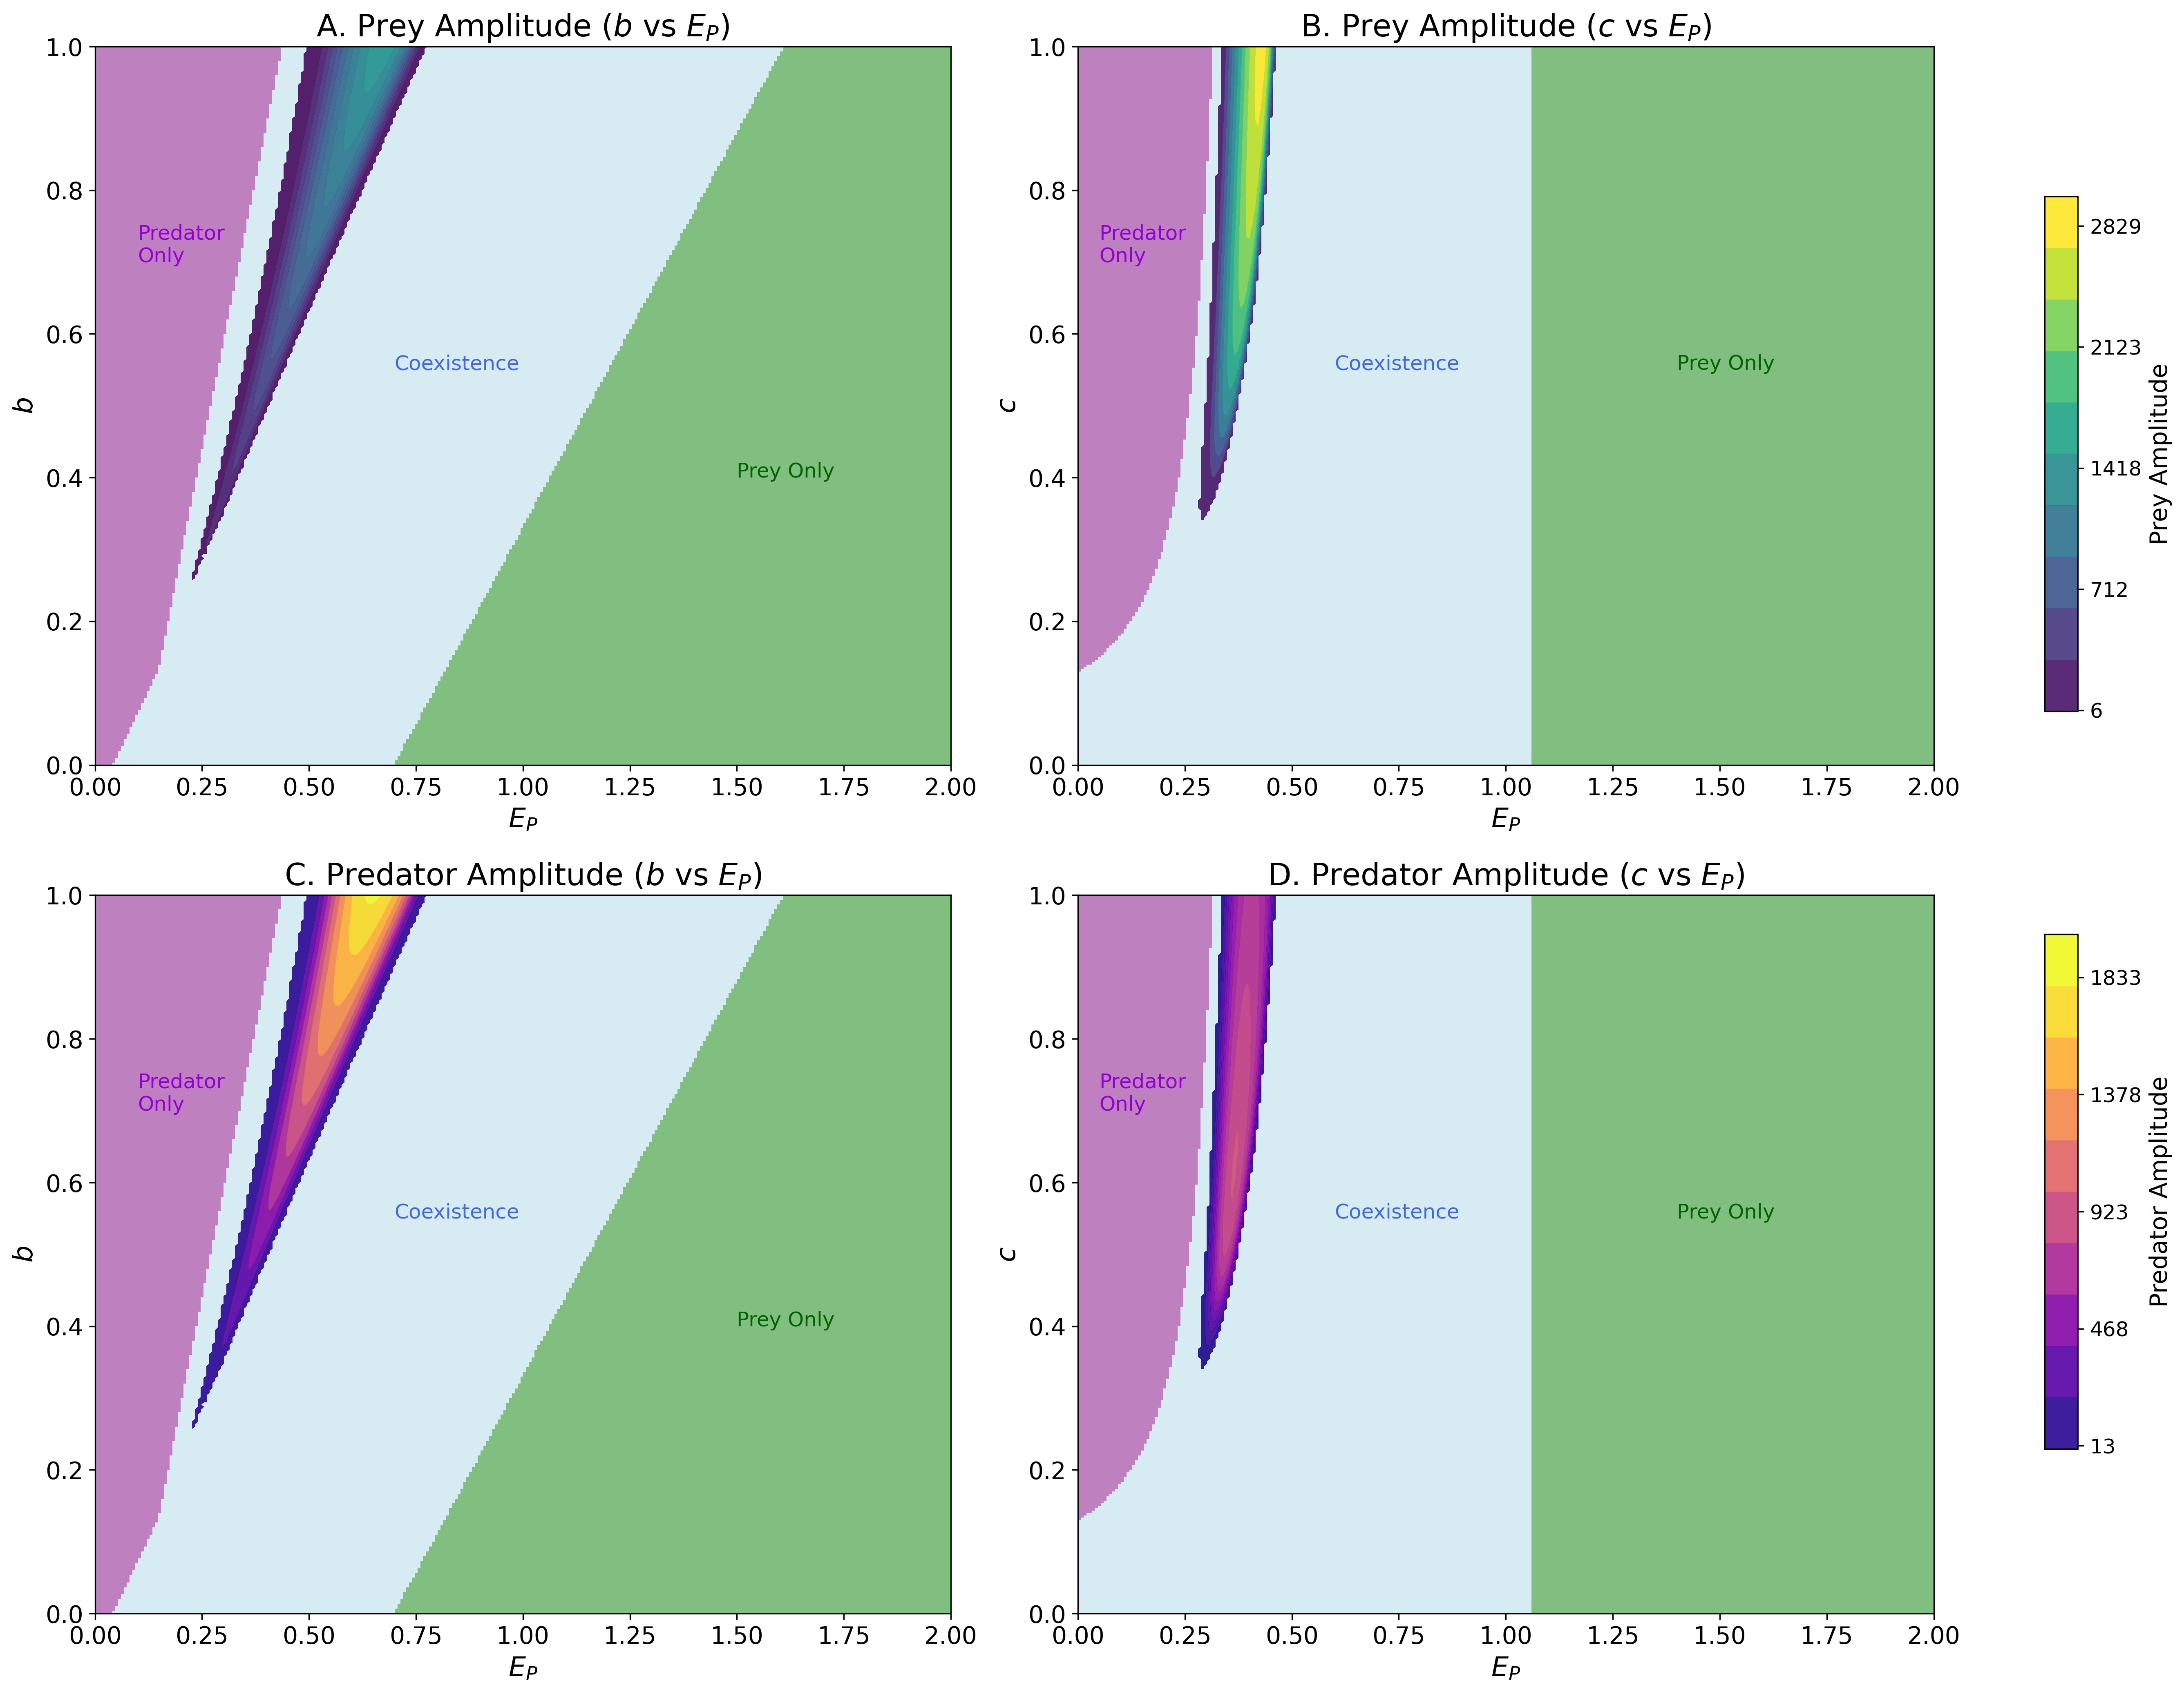 A. Prey Amplitude (b vs E_P)
1.0
0.8
0.6
0.4
0.2
0.0
b
Predator
Only
Coexistence
Prey Only
0.00 0.25 0.50 0.75 1.00 1.25 1.50 1.75 2.00
E_P
B. Prey Amplitude (c vs E_P)
1.0
0.8
0.6
0.4
0.2
0.0
c
Predator
Only
Coexistence
Prey Only
0.00 0.25 0.50 0.75 1.00 1.25 1.50 1.75 2.00
E_P
2829
2123
1418
712
6
Prey Amplitude
C. Predator Amplitude (b vs E_P)
1.0
0.8
0.6
0.4
0.2
0.0
b
Predator
Only
Coexistence
Prey Only
0.00 0.25 0.50 0.75 1.00 1.25 1.50 1.75 2.00
E_P
D. Predator Amplitude (c vs E_P)
1.0
0.8
0.6
0.4
0.2
0.0
c
Predator
Only
Coexistence
Prey Only
0.00 0.25 0.50 0.75 1.00 1.25 1.50 1.75 2.00
E_P
1833
1378
923
468
13
Predator Amplitude